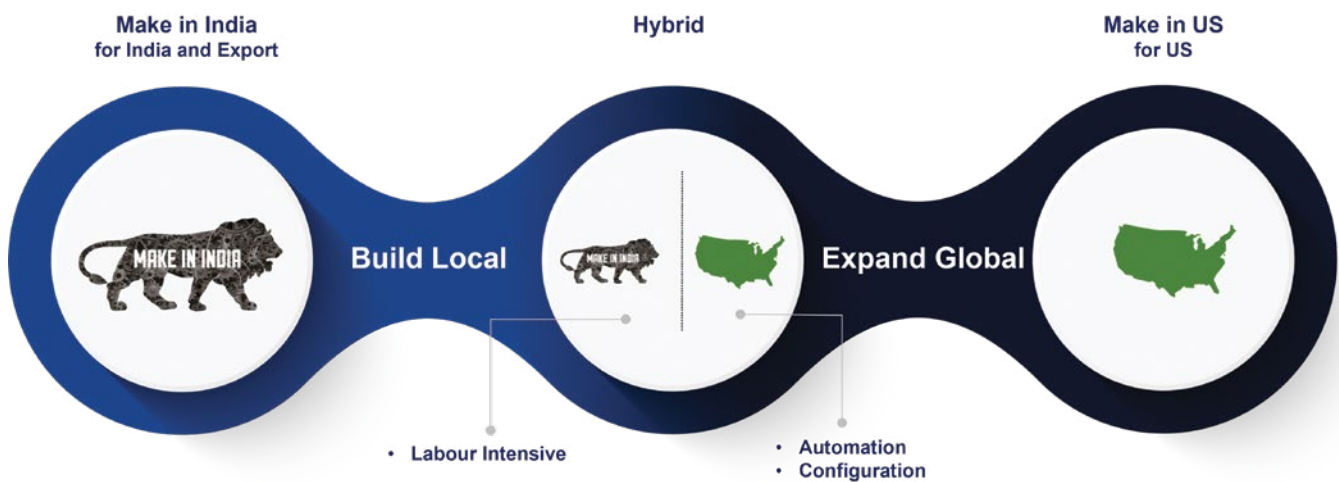 Make in India
for India and Export
Hybrid
Make in US
for US
MAKE IN INDIA
Build Local
MAKE IN INDIA
Expand Global
• Labour Intensive
• Automation
• Configuration